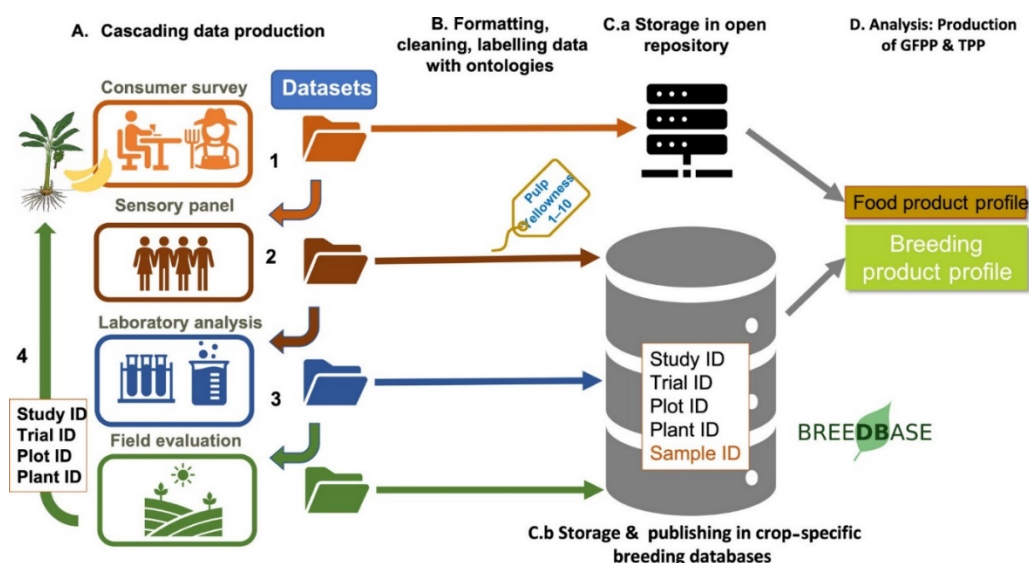 A. Cascading data production
B. Formatting,
cleaning, labelling data
with ontologies
C.a Storage in open
repository
D. Analysis: Production
of GFPP & TPP
Consumer survey
Datasets
1
Sensory panel
2
Laboratory analysis
3
4
Study ID
Trial ID
Plot ID
Plant ID
Field evaluation
Pulp
Yellowness
1–10
Study ID
Trial ID
Plot ID
Plant ID
Sample ID
Food product profile
Breeding
product profile
BREEDBASE
C.b Storage & publishing in crop-specific
breeding databases